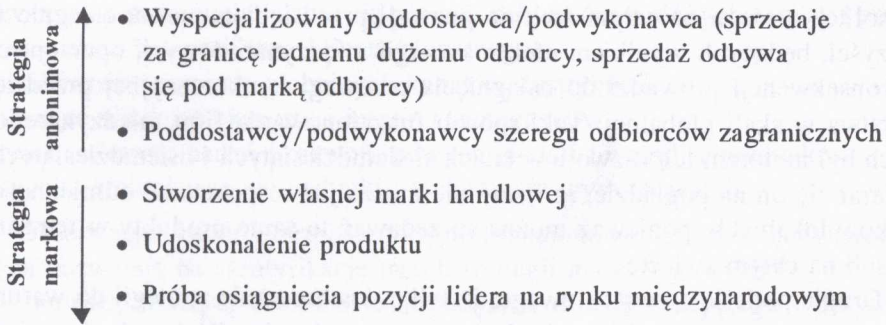 Strategia anonimowa
• Wyspecjalizowany poddostawca/podwykonawca (sprzedaje
za granicę jednemu dużemu odbiorcy, sprzedaż odbywa
się pod marką odbiorcy)
• Poddostawcy/podwykonawcy szeregu odbiorców zagranicznych
Strategia markowa
• Stworzenie własnej marki handlowej
• Udoskonalenie produktu
• Próba osiągnięcia pozycji lidera na rynku międzynarodowym